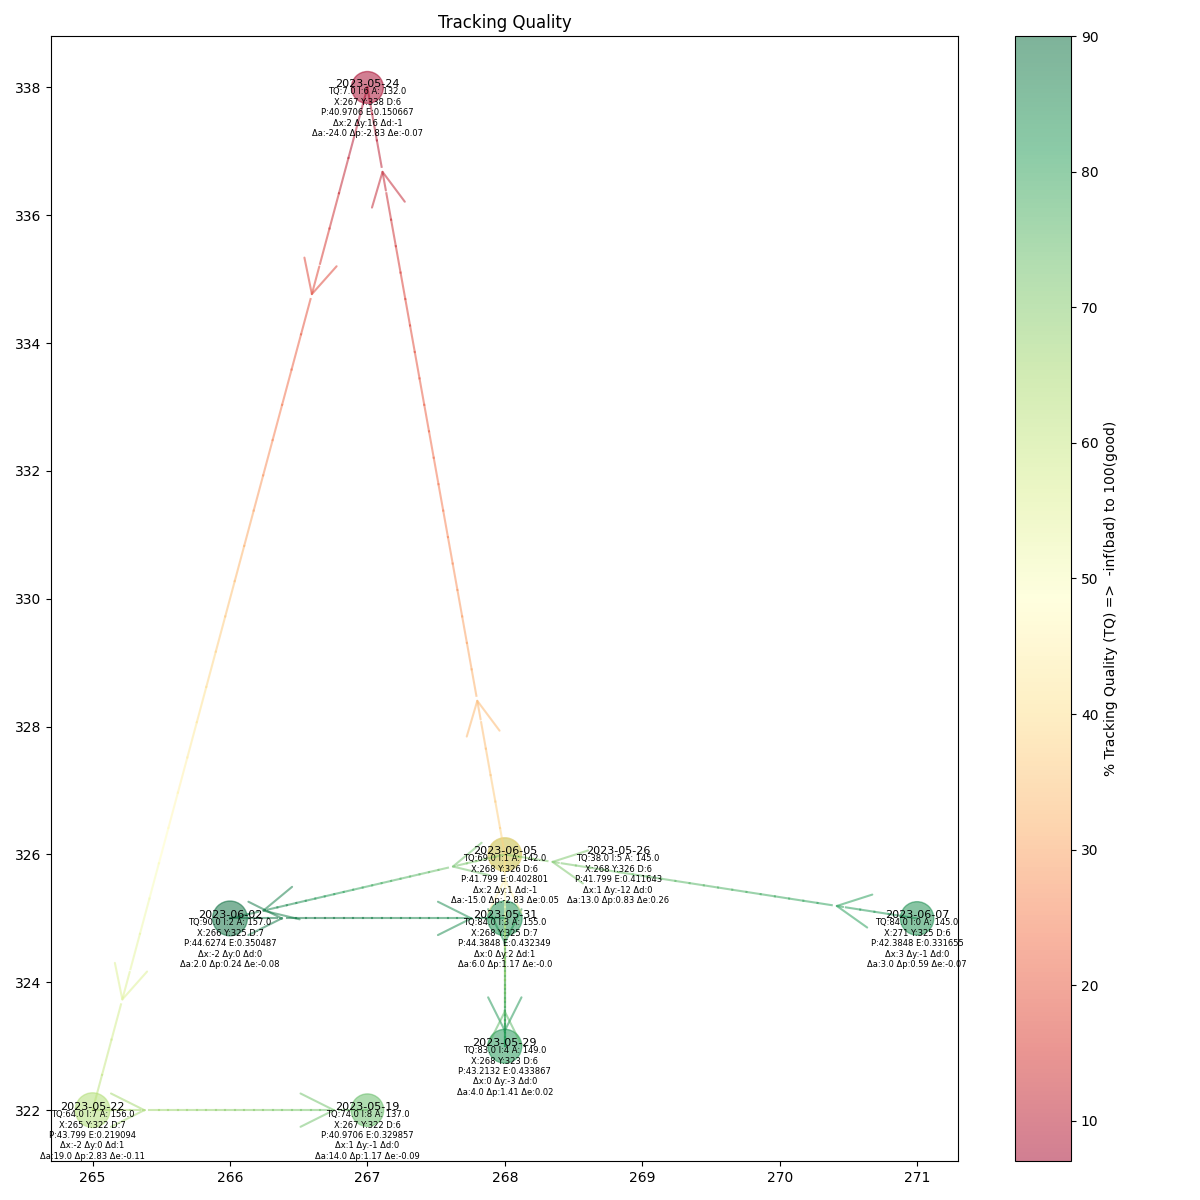 Tracking Quality
338
336
334
332
330
328
326
324
322
265
266
267
268
269
270
271
2023-05-24
TQ:7.0 I:6 A: 132.0
X:267 Y:338 D:6
P:40.9706 E:0.150667
Δx:2 Δy:16 Δd:-1
Δa:-24.0 Δp:-2.83 Δe:-0.07
2023-06-05
TQ:69.0 I:1 A: 142.0
X:268 Y:326 D:6
P:41.799 E:0.402801
Δx:2 Δy:1 Δd:-1
Δa:-15.0 Δp:-2.83 Δe:0.05
2023-05-26
TQ:38.0 I:5 A: 145.0
X:268 Y:326 D:6
P:41.799 E:0.411643
Δx:1 Δy:-12 Δd:0
Δa:13.0 Δp:0.83 Δe:0.26
2023-06-02
TQ:90.0 I:2 A: 157.0
X:266 Y:325 D:7
P:44.6274 E:0.350487
Δx:-2 Δy:0 Δd:0
Δa:2.0 Δp:0.24 Δe:-0.08
2023-05-31
TQ:84.0 I:3 A: 155.0
X:268 Y:325 D:7
P:44.3848 E:0.432349
Δx:0 Δy:2 Δd:1
Δa:6.0 Δp:1.17 Δe:-0.0
2023-06-07
TQ:84.0 I:0 A: 145.0
X:271 Y:325 D:6
P:42.3848 E:0.331655
Δx:3 Δy:-1 Δd:0
Δa:3.0 Δp:0.59 Δe:-0.07
2023-05-29
TQ:83.0 I:4 A: 149.0
X:268 Y:323 D:6
P:43.2132 E:0.433867
Δx:0 Δy:-3 Δd:0
Δa:4.0 Δp:1.41 Δe:0.02
2023-05-22
TQ:64.0 I:7 A: 156.0
X:265 Y:322 D:7
P:43.799 E:0.219094
Δx:-2 Δy:0 Δd:1
Δa:19.0 Δp:2.83 Δe:-0.11
2023-05-19
TQ:74.0 I:8 A: 137.0
X:267 Y:322 D:6
P:40.9706 E:0.329857
Δx:1 Δy:-1 Δd:0
Δa:14.0 Δp:1.17 Δe:-0.09
90
80
70
60
50
40
30
20
10
% Tracking Quality (TQ) => -inf(bad) to 100(good)